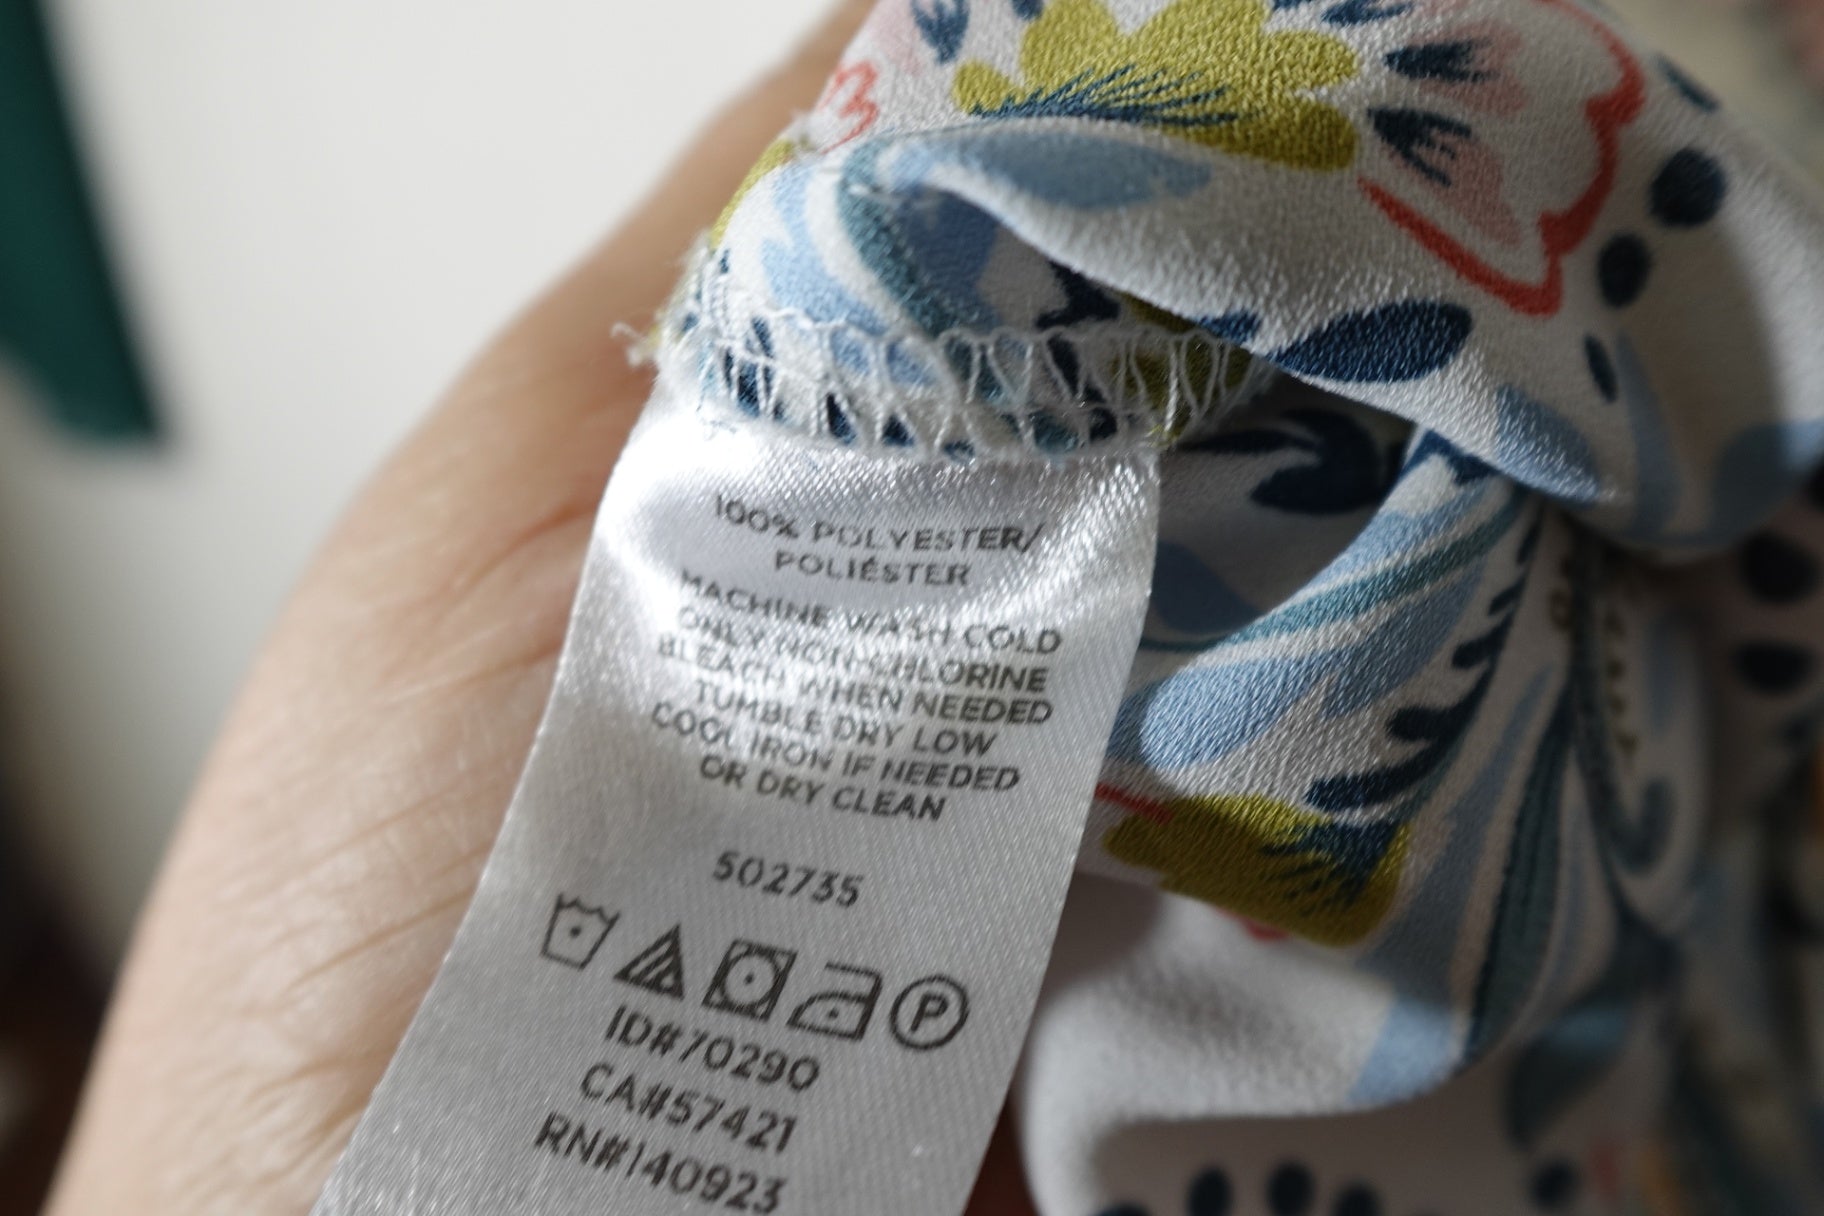 100% POLYESTER/
POLIÉSTER
MACHINE WASH COLD
ONLY NON-CHLORINE
BLEACH WHEN NEEDED
TUMBLE DRY LOW
COOL IRON IF NEEDED
OR DRY CLEAN
502735
P
ID#70290
CA#57421
RN#140923